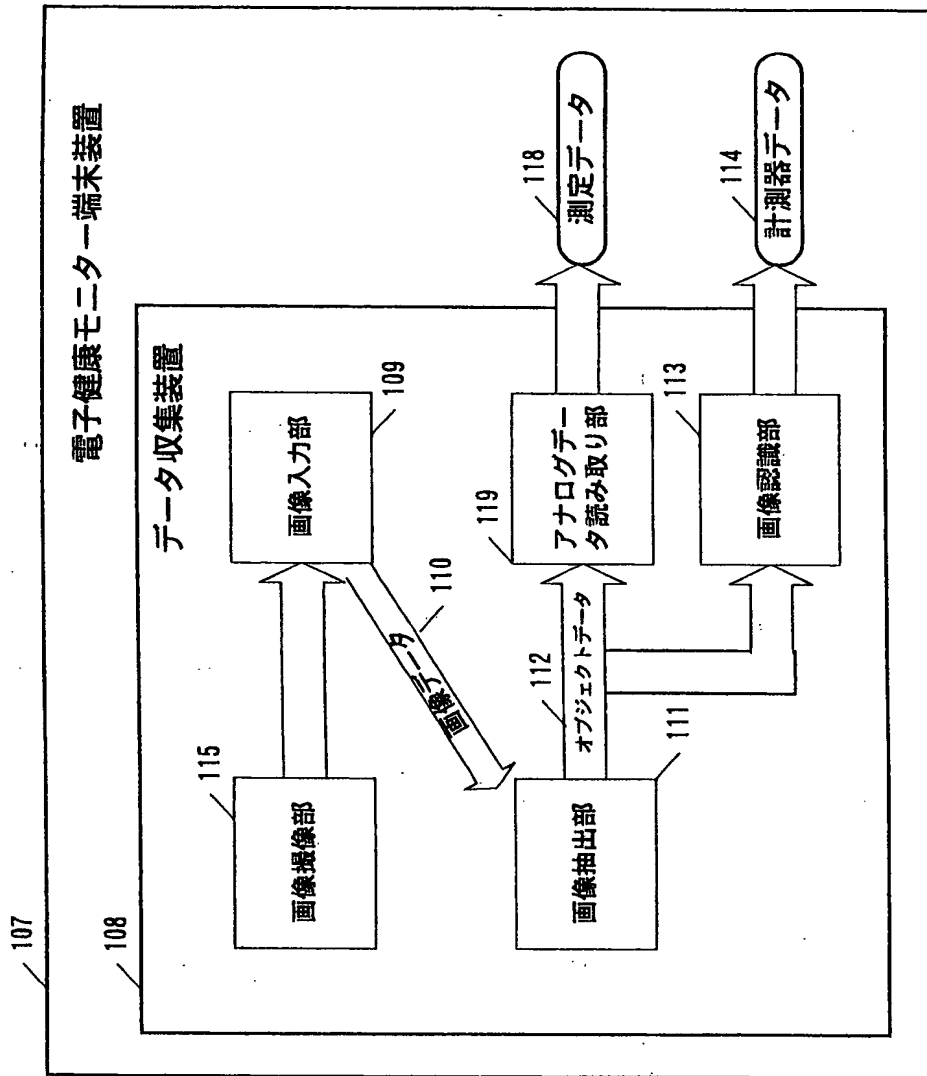 107
電子健康モニター端末装置
108
データ収集装置
115
画像撮像部
画像入力部
109
画像データ
110
画像抽出部
111
112
オブジェクトデータ
119
アナログデー
タ読み取り部
118
測定データ
113
画像認識部
114
計測器データ